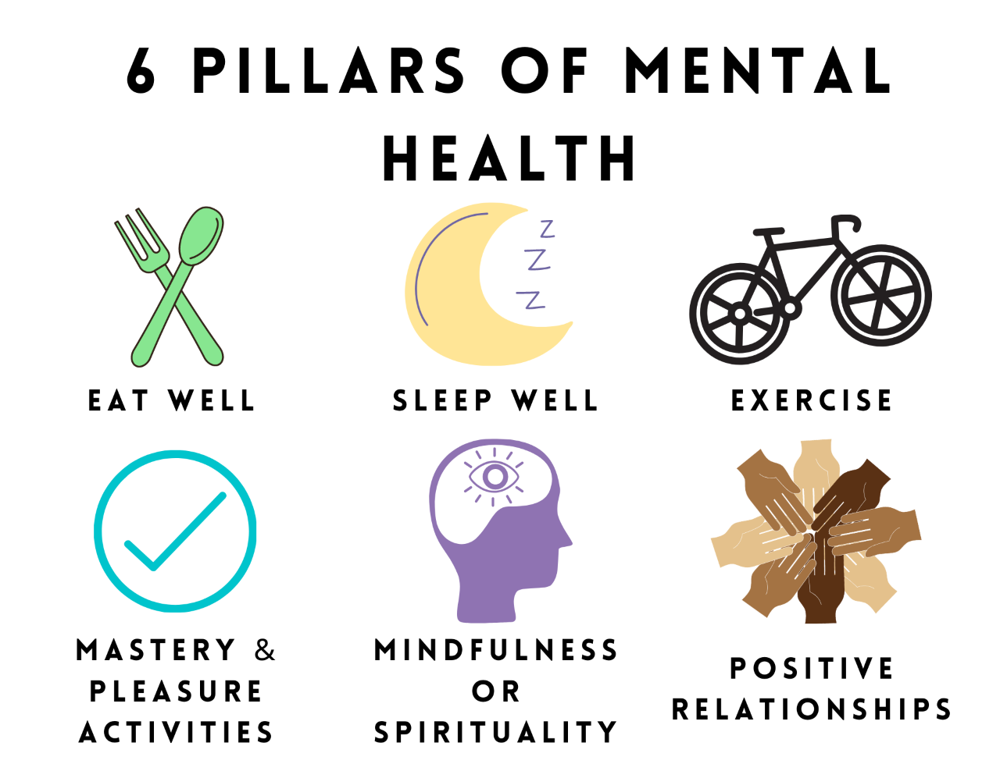 6 PILLARS OF MENTAL
HEALTH
Z
Z
Z
EAT WELL
SLEEP WELL
EXERCISE
MASTERY &
PLEASURE
ACTIVITIES
MINDFULNESS
OR
SPIRITUALITY
POSITIVE
RELATIONSHIPS